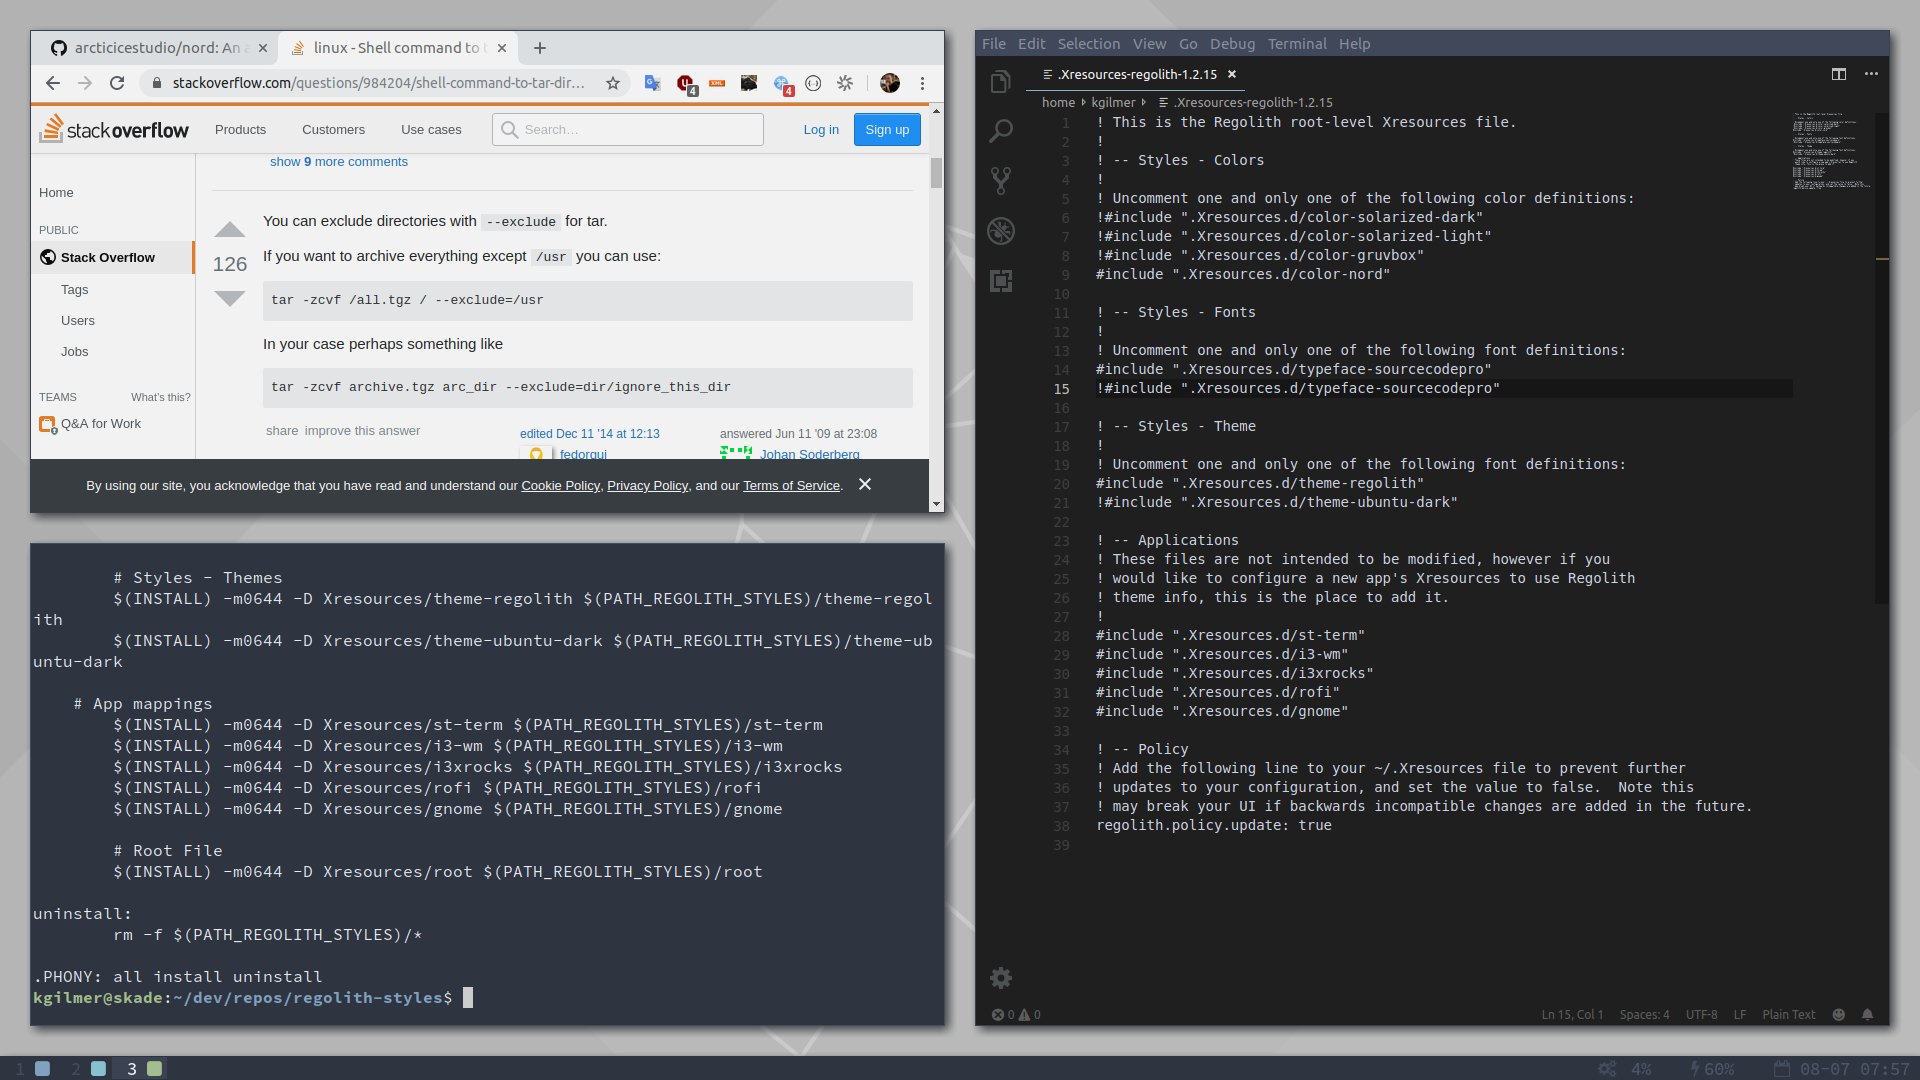 arcticicestudio/nord: An a
linux - Shell command to t
stackoverflow.com/questions/984204/shell-command-to-tar-dir...
4
XML
4
stackoverflow
Products
Customers
Use cases
Search...
Log in
Sign up
show 9 more comments
Home
PUBLIC
Stack Overflow
Tags
Users
Jobs
TEAMS
What's this?
Q&A for Work
You can exclude directories with --exclude for tar.
126
If you want to archive everything except /usr you can use:
tar -zcvf /all.tgz / --exclude=/usr
In your case perhaps something like
tar -zcvf archive.tgz arc_dir --exclude=dir/ignore_this_dir
share improve this answer
edited Dec 11 '14 at 12:13
answered Jun 11 '09 at 23:08
fedorqui
Johan Soderberg
By using our site, you acknowledge that you have read and understand our Cookie Policy, Privacy Policy, and our Terms of Service.
# Styles - Themes
$(INSTALL) -m0644 -D Xresources/theme-regolith $(PATH_REGOLITH_STYLES)/theme-regol
ith
$(INSTALL) -m0644 -D Xresources/theme-ubuntu-dark $(PATH_REGOLITH_STYLES)/theme-ub
untu-dark
# App mappings
$(INSTALL) -m0644 -D Xresources/st-term $(PATH_REGOLITH_STYLES)/st-term
$(INSTALL) -m0644 -D Xresources/i3-wm $(PATH_REGOLITH_STYLES)/i3-wm
$(INSTALL) -m0644 -D Xresources/i3xrocks $(PATH_REGOLITH_STYLES)/i3xrocks
$(INSTALL) -m0644 -D Xresources/rofi $(PATH_REGOLITH_STYLES)/rofi
$(INSTALL) -m0644 -D Xresources/gnome $(PATH_REGOLITH_STYLES)/gnome
# Root File
$(INSTALL) -m0644 -D Xresources/root $(PATH_REGOLITH_STYLES)/root
uninstall:
rm -f $(PATH_REGOLITH_STYLES)/*
.PHONY: all install uninstall
kgilmer@skade:~/dev/repos/regolith-styles$
File Edit Selection View Go Debug Terminal Help
.Xresources-regolith-1.2.15
home kgilmer .Xresources-regolith-1.2.15
1 ! This is the Regolith root-level Xresources file.
2 !
3 ! -- Styles - Colors
4 !
5 ! Uncomment one and only one of the following color definitions:
6 !#include ".Xresources.d/color-solarized-dark"
7 !#include ".Xresources.d/color-solarized-light"
8 !#include ".Xresources.d/color-gruvbox"
9 #include ".Xresources.d/color-nord"
10
11 ! -- Styles - Fonts
12 !
13 ! Uncomment one and only one of the following font definitions:
14 #include ".Xresources.d/typeface-sourcecodepro"
15 !#include ".Xresources.d/typeface-sourcecodepro"
16
17 ! -- Styles - Theme
18 !
19 ! Uncomment one and only one of the following font definitions:
20 #include ".Xresources.d/theme-regolith"
21 !#include ".Xresources.d/theme-ubuntu-dark"
22
23 ! -- Applications
24 ! These files are not intended to be modified, however if you
25 ! would like to configure a new app's Xresources to use Regolith
26 ! theme info, this is the place to add it.
27 !
28 #include ".Xresources.d/st-term"
29 #include ".Xresources.d/i3-wm"
30 #include ".Xresources.d/i3xrocks"
31 #include ".Xresources.d/rofi"
32 #include ".Xresources.d/gnome"
33
34 ! -- Policy
35 ! Add the following line to your ~/.Xresources file to prevent further
36 ! updates to your configuration, and set the value to false.  Note this
37 ! may break your UI if backwards incompatible changes are added in the future.
38 regolith.policy.update: true
39
0 0
Ln 15, Col 1 Spaces: 4 UTF-8 LF Plain Text
1 2 3
4% 60% 08-07 07:57